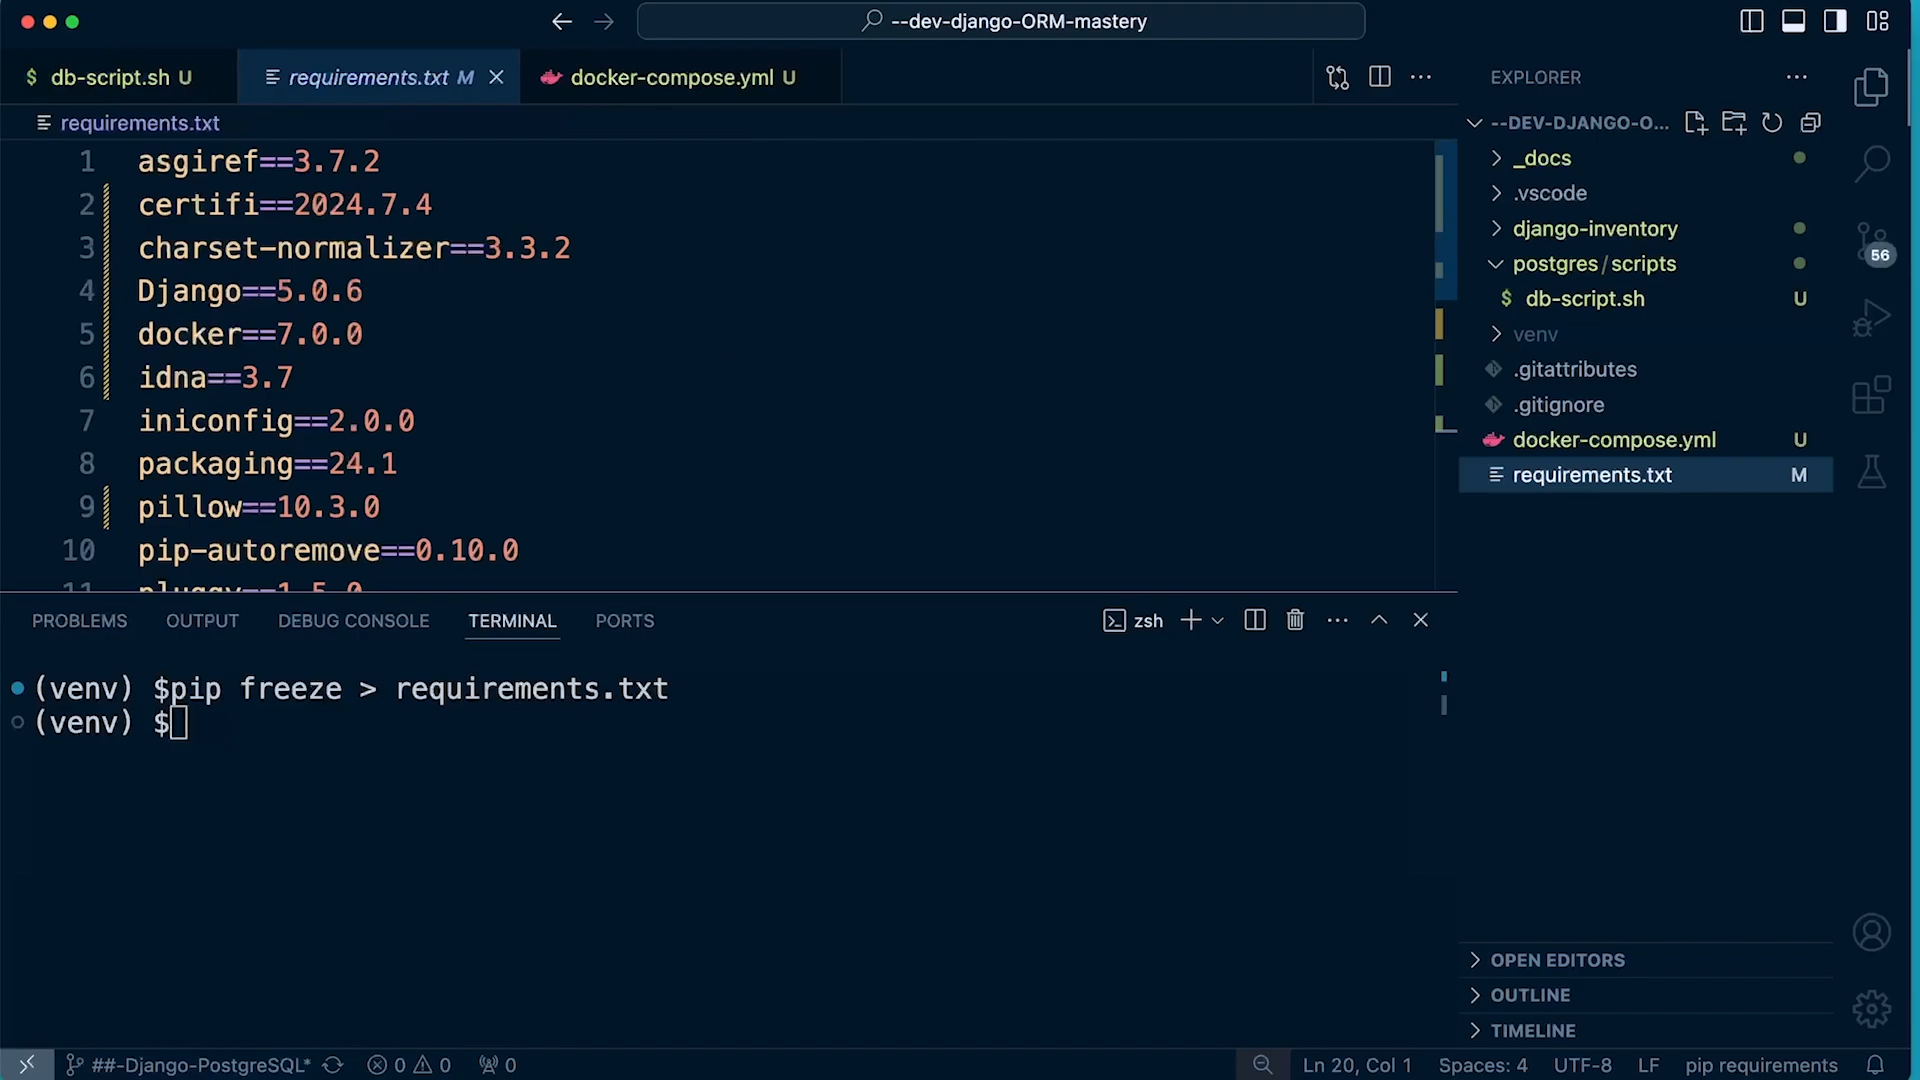 --dev-django-ORM-mastery
$ db-script.sh U
requirements.txt M
docker-compose.yml U
requirements.txt
1 asgiref==3.7.2
2 certifi==2024.7.4
3 charset-normalizer==3.3.2
4 Django==5.0.6
5 docker==7.0.0
6 idna==3.7
7 iniconfig==2.0.0
8 packaging==24.1
9 pillow==10.3.0
10 pip-autoremove==0.10.0
11 pluggy==1.5.0
PROBLEMS OUTPUT DEBUG CONSOLE TERMINAL PORTS
zsh
(venv) $pip freeze > requirements.txt
(venv) $
EXPLORER
--DEV-DJANGO-O...
_docs
.vscode
django-inventory
postgres/scripts
$ db-script.sh U
venv
.gitattributes
.gitignore
docker-compose.yml U
requirements.txt M
OPEN EDITORS
OUTLINE
TIMELINE
56
##-Django-PostgreSQL* 0 0 0
Ln 20, Col 1 Spaces: 4 UTF-8 LF pip requirements